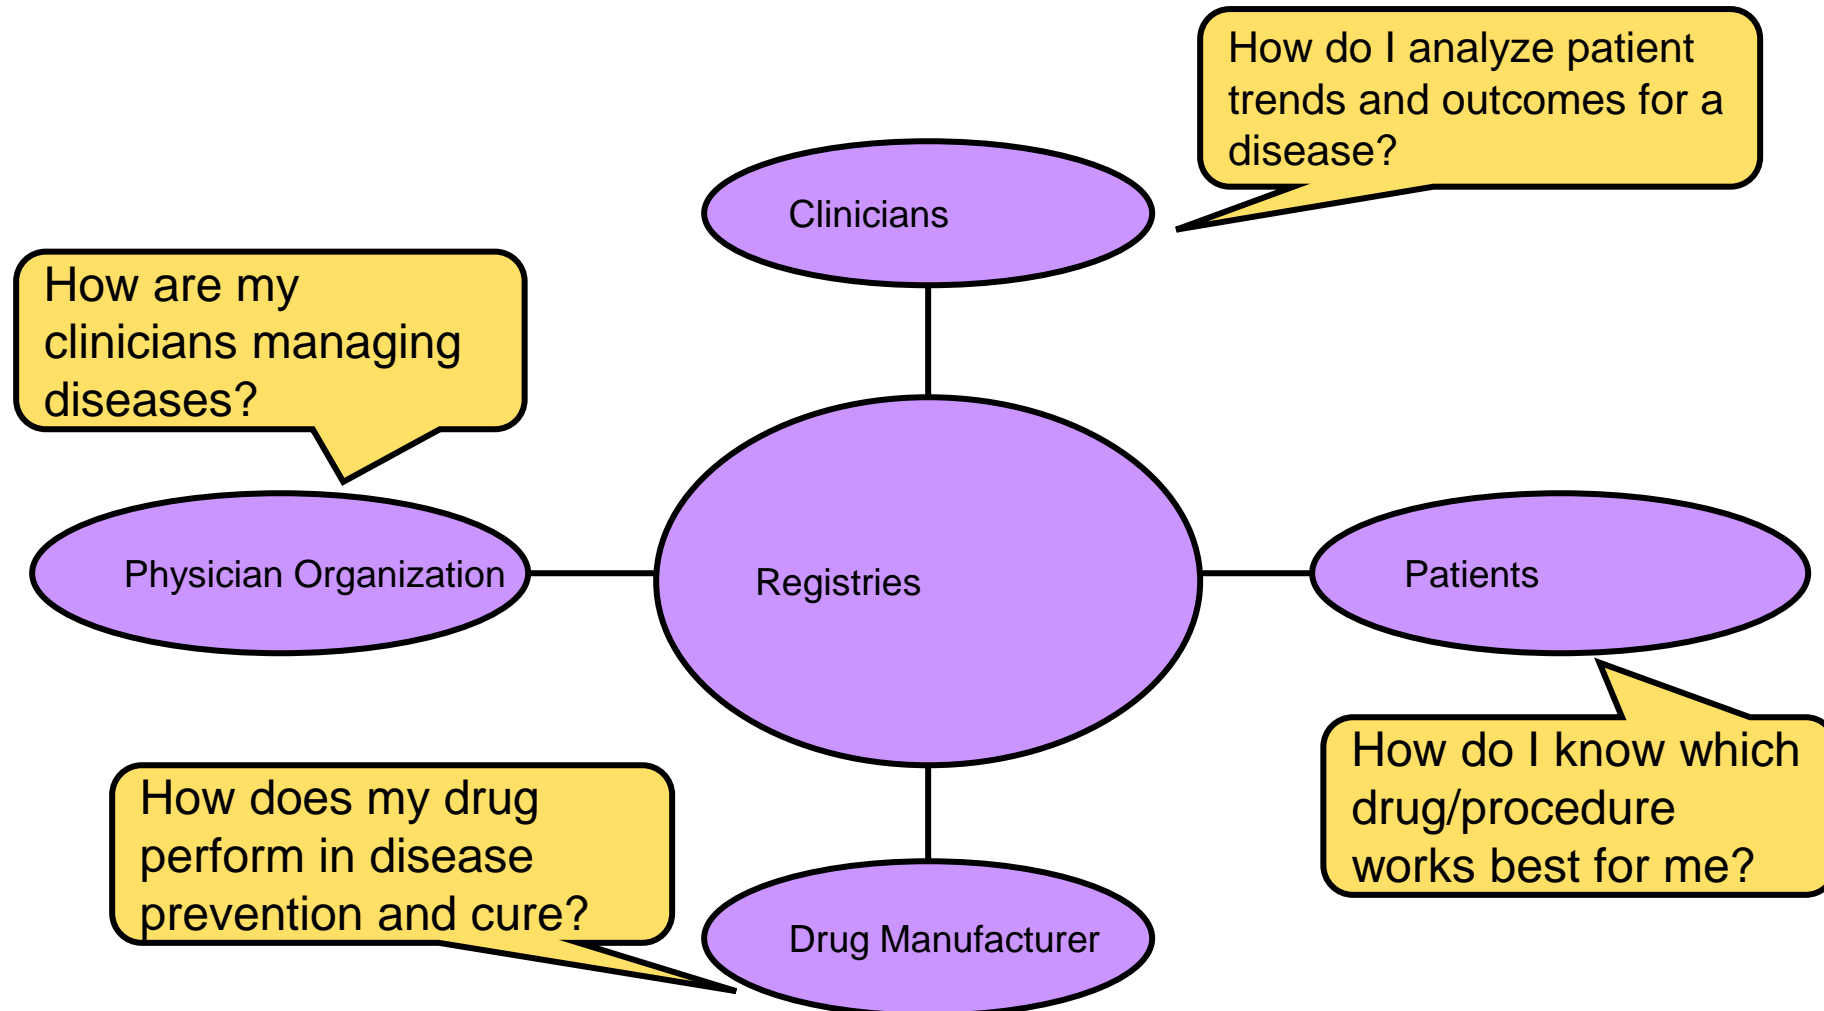 How do I analyze patient
trends and outcomes for a
disease?
Clinicians
How are my
clinicians managing
diseases?
Physician Organization
Registries
Patients
How do I know which
drug/procedure
works best for me?
How does my drug
perform in disease
prevention and cure?
Drug Manufacturer